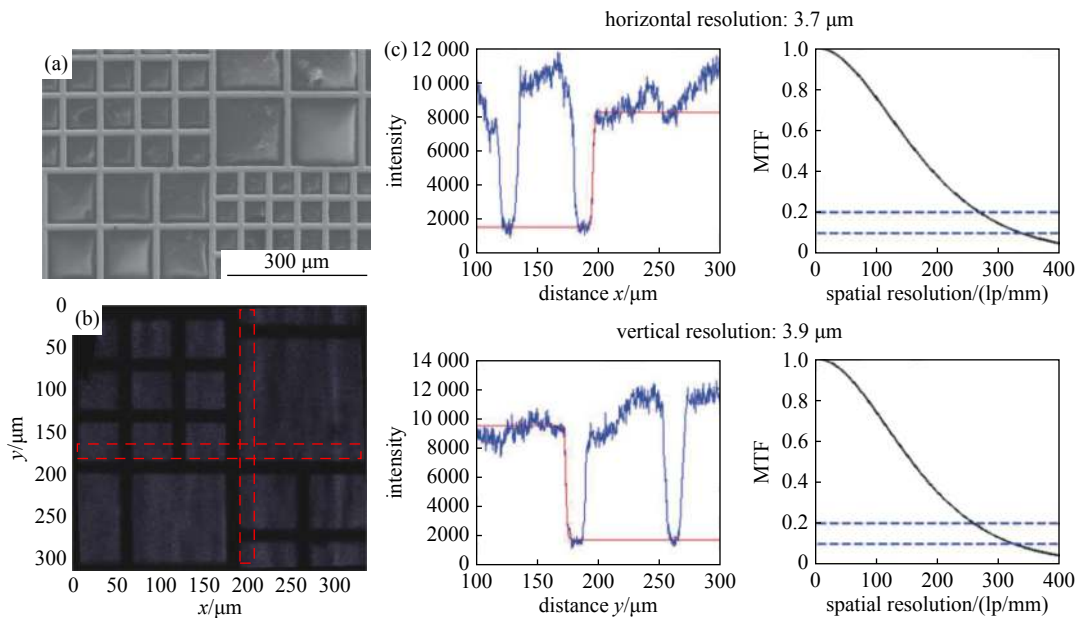 horizontal resolution: 3.7 μm
(a)
300 μm
(b)
0
50
100
150
200
250
300
y/μm
0 50 100 150 200 250 300
x/μm
(c)
12 000
10 000
8000
6000
4000
2000
0
intensity
100 150 200 250 300
distance x/μm
1.0
0.8
0.6
0.4
0.2
0
MTF
0 100 200 300 400
spatial resolution/(lp/mm)
vertical resolution: 3.9 μm
14 000
12 000
10 000
8000
6000
4000
2000
0
intensity
100 150 200 250 300
distance y/μm
1.0
0.8
0.6
0.4
0.2
0
MTF
0 100 200 300 400
spatial resolution/(lp/mm)